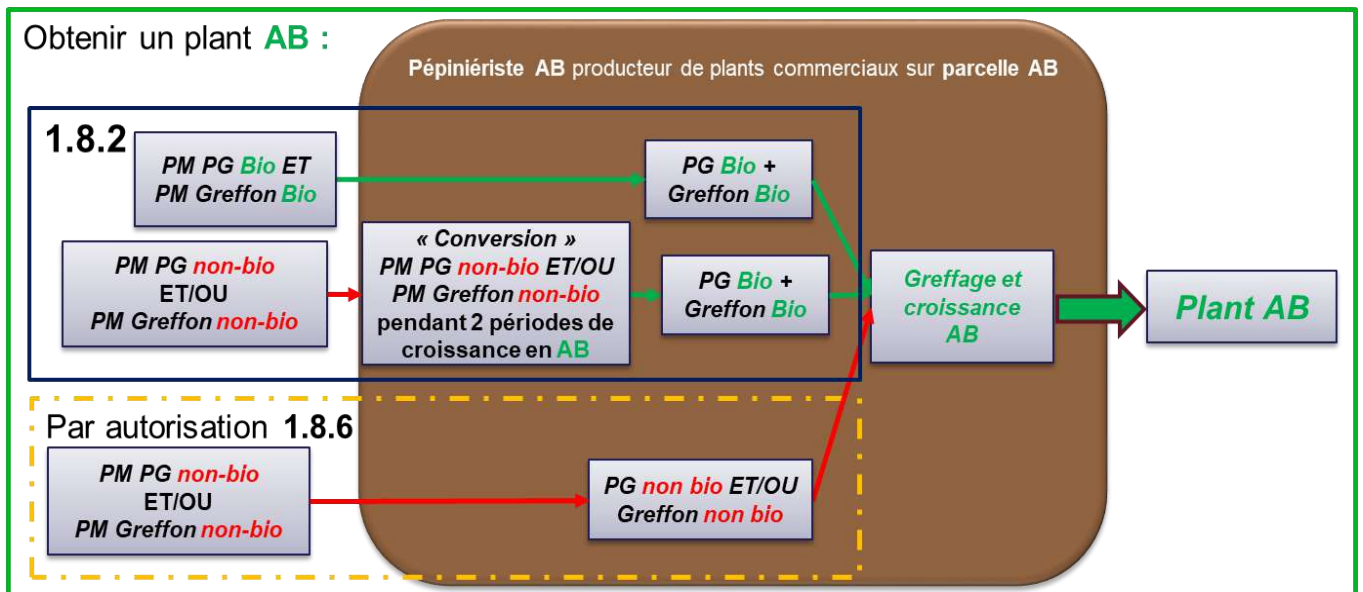 Obtenir un plant AB :
Pépiniériste AB producteur de plants commerciaux sur parcelle AB
1.8.2
PM PG Bio ET
PM Greffon Bio
PG Bio +
Greffon Bio
PM PG non-bio
ET/OU
PM Greffon non-bio
« Conversion »
PM PG non-bio ET/OU
PM Greffon non-bio
pendant 2 périodes de
croissance en AB
PG Bio +
Greffon Bio
Greffage et
croissance
AB
Plant AB
Par autorisation 1.8.6
PM PG non-bio
ET/OU
PM Greffon non-bio
PG non bio ET/OU
Greffon non bio